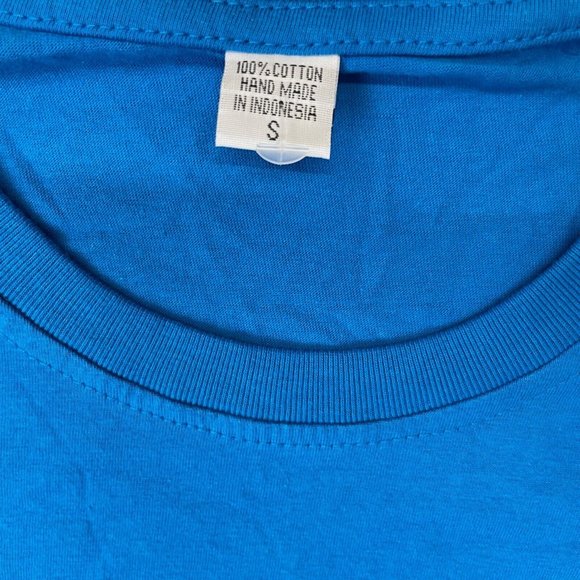 100% COTTON
HAND MADE
IN INDONESIA
S